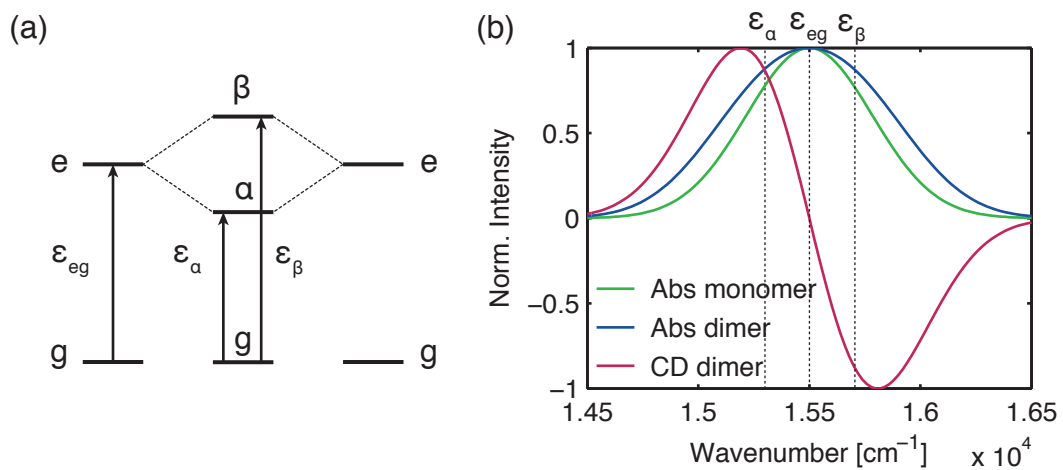 (a)
β
e
α
e
ε_eg
ε_α
ε_β
g
g
g
(b)
ε_α ε_eg ε_β
1
0.5
0
−0.5
−1
Norm. Intensity
Abs monomer
Abs dimer
CD dimer
1.45 1.5 1.55 1.6 1.65
Wavenumber [cm⁻¹] x 10⁴